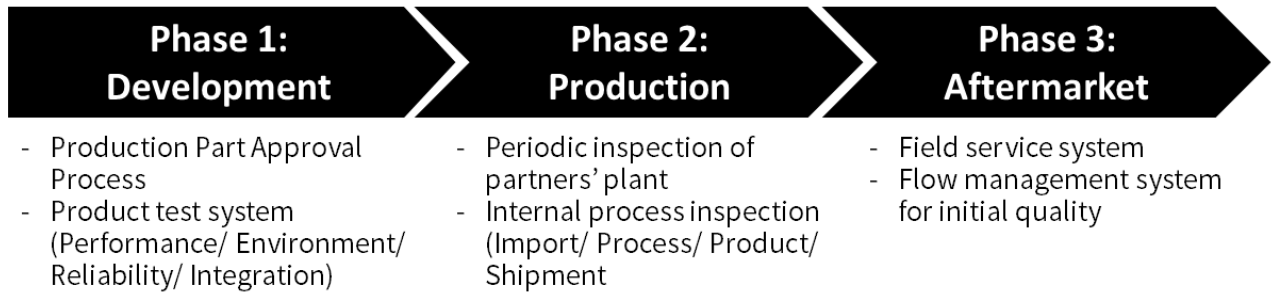 Phase 1:
Development
- Production Part Approval
Process
- Product test system
(Performance/ Environment/
Reliability/ Integration)
Phase 2:
Production
- Periodic inspection of
partners’ plant
- Internal process inspection
(Import/ Process/ Product/
Shipment
Phase 3:
Aftermarket
- Field service system
- Flow management system
for initial quality